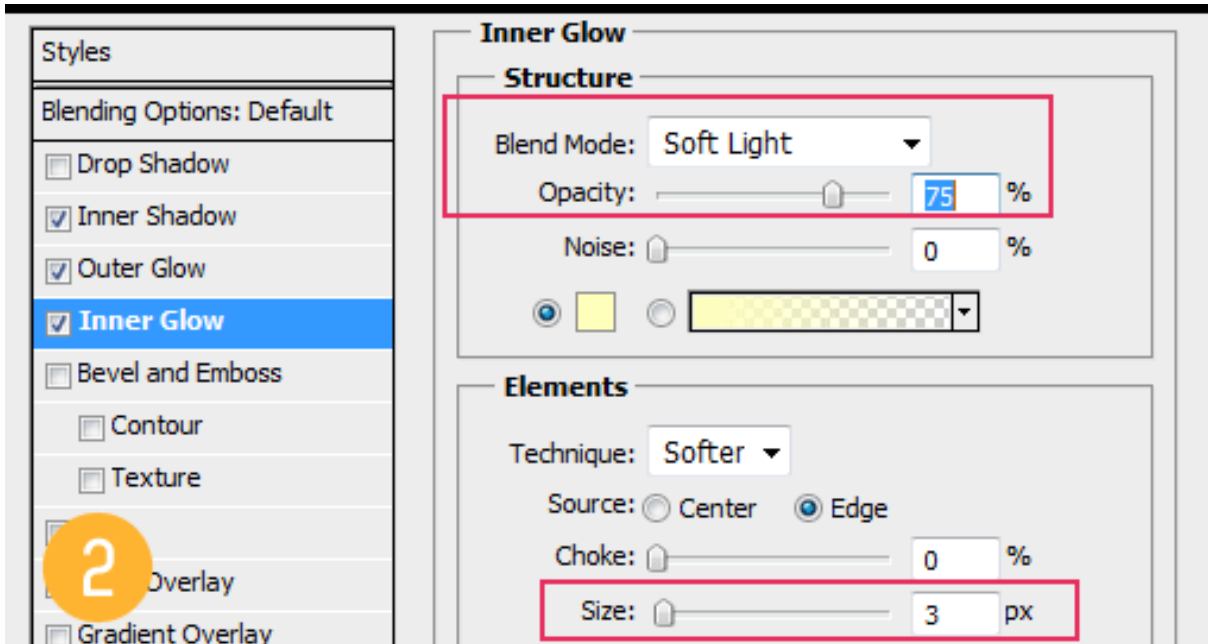 Styles
Blending Options: Default
Drop Shadow
Inner Shadow
Outer Glow
Inner Glow
Bevel and Emboss
Contour
Texture
2
Overlay
Gradient Overlay
Inner Glow
Structure
Blend Mode: Soft Light
Opacity: 75 %
Noise: 0 %
Elements
Technique: Softer
Source: Center Edge
Choke: 0 %
Size: 3 px